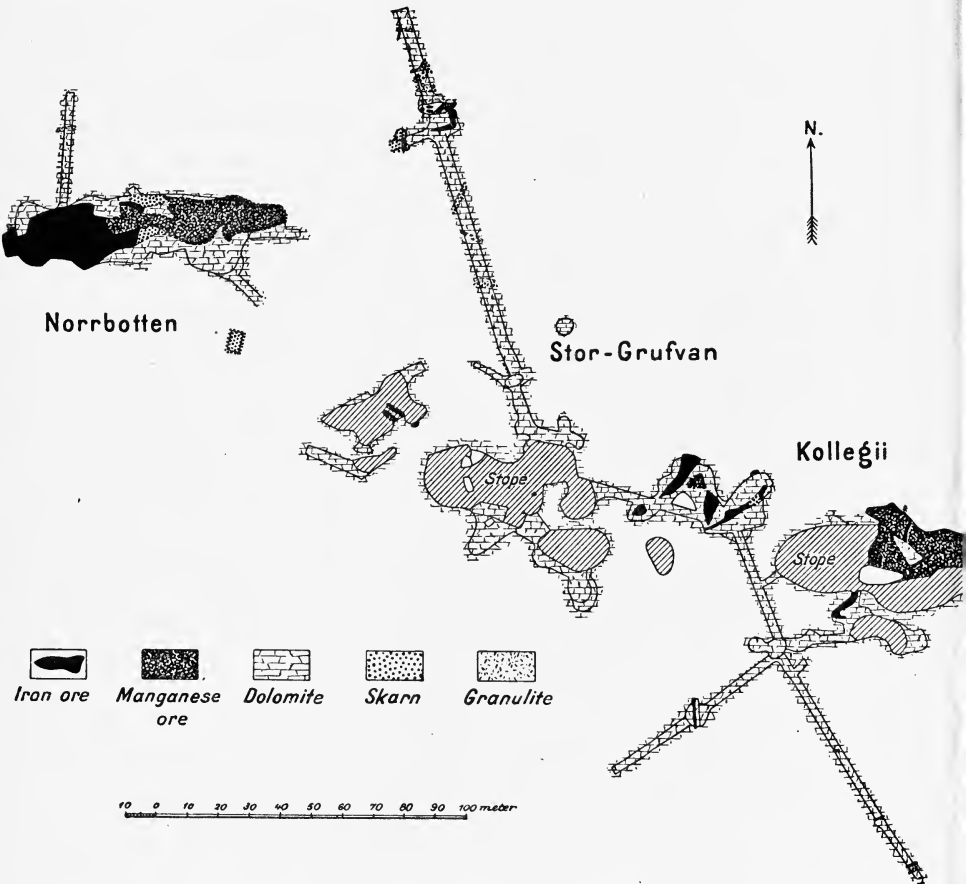 N.
Norrbotten
Stor-Grufvan
Kollegii
Stope
Stope
Iron ore
Manganese
ore
Dolomite
Skarn
Granulite
10 0 10 20 30 40 50 60 70 80 90 100 meter